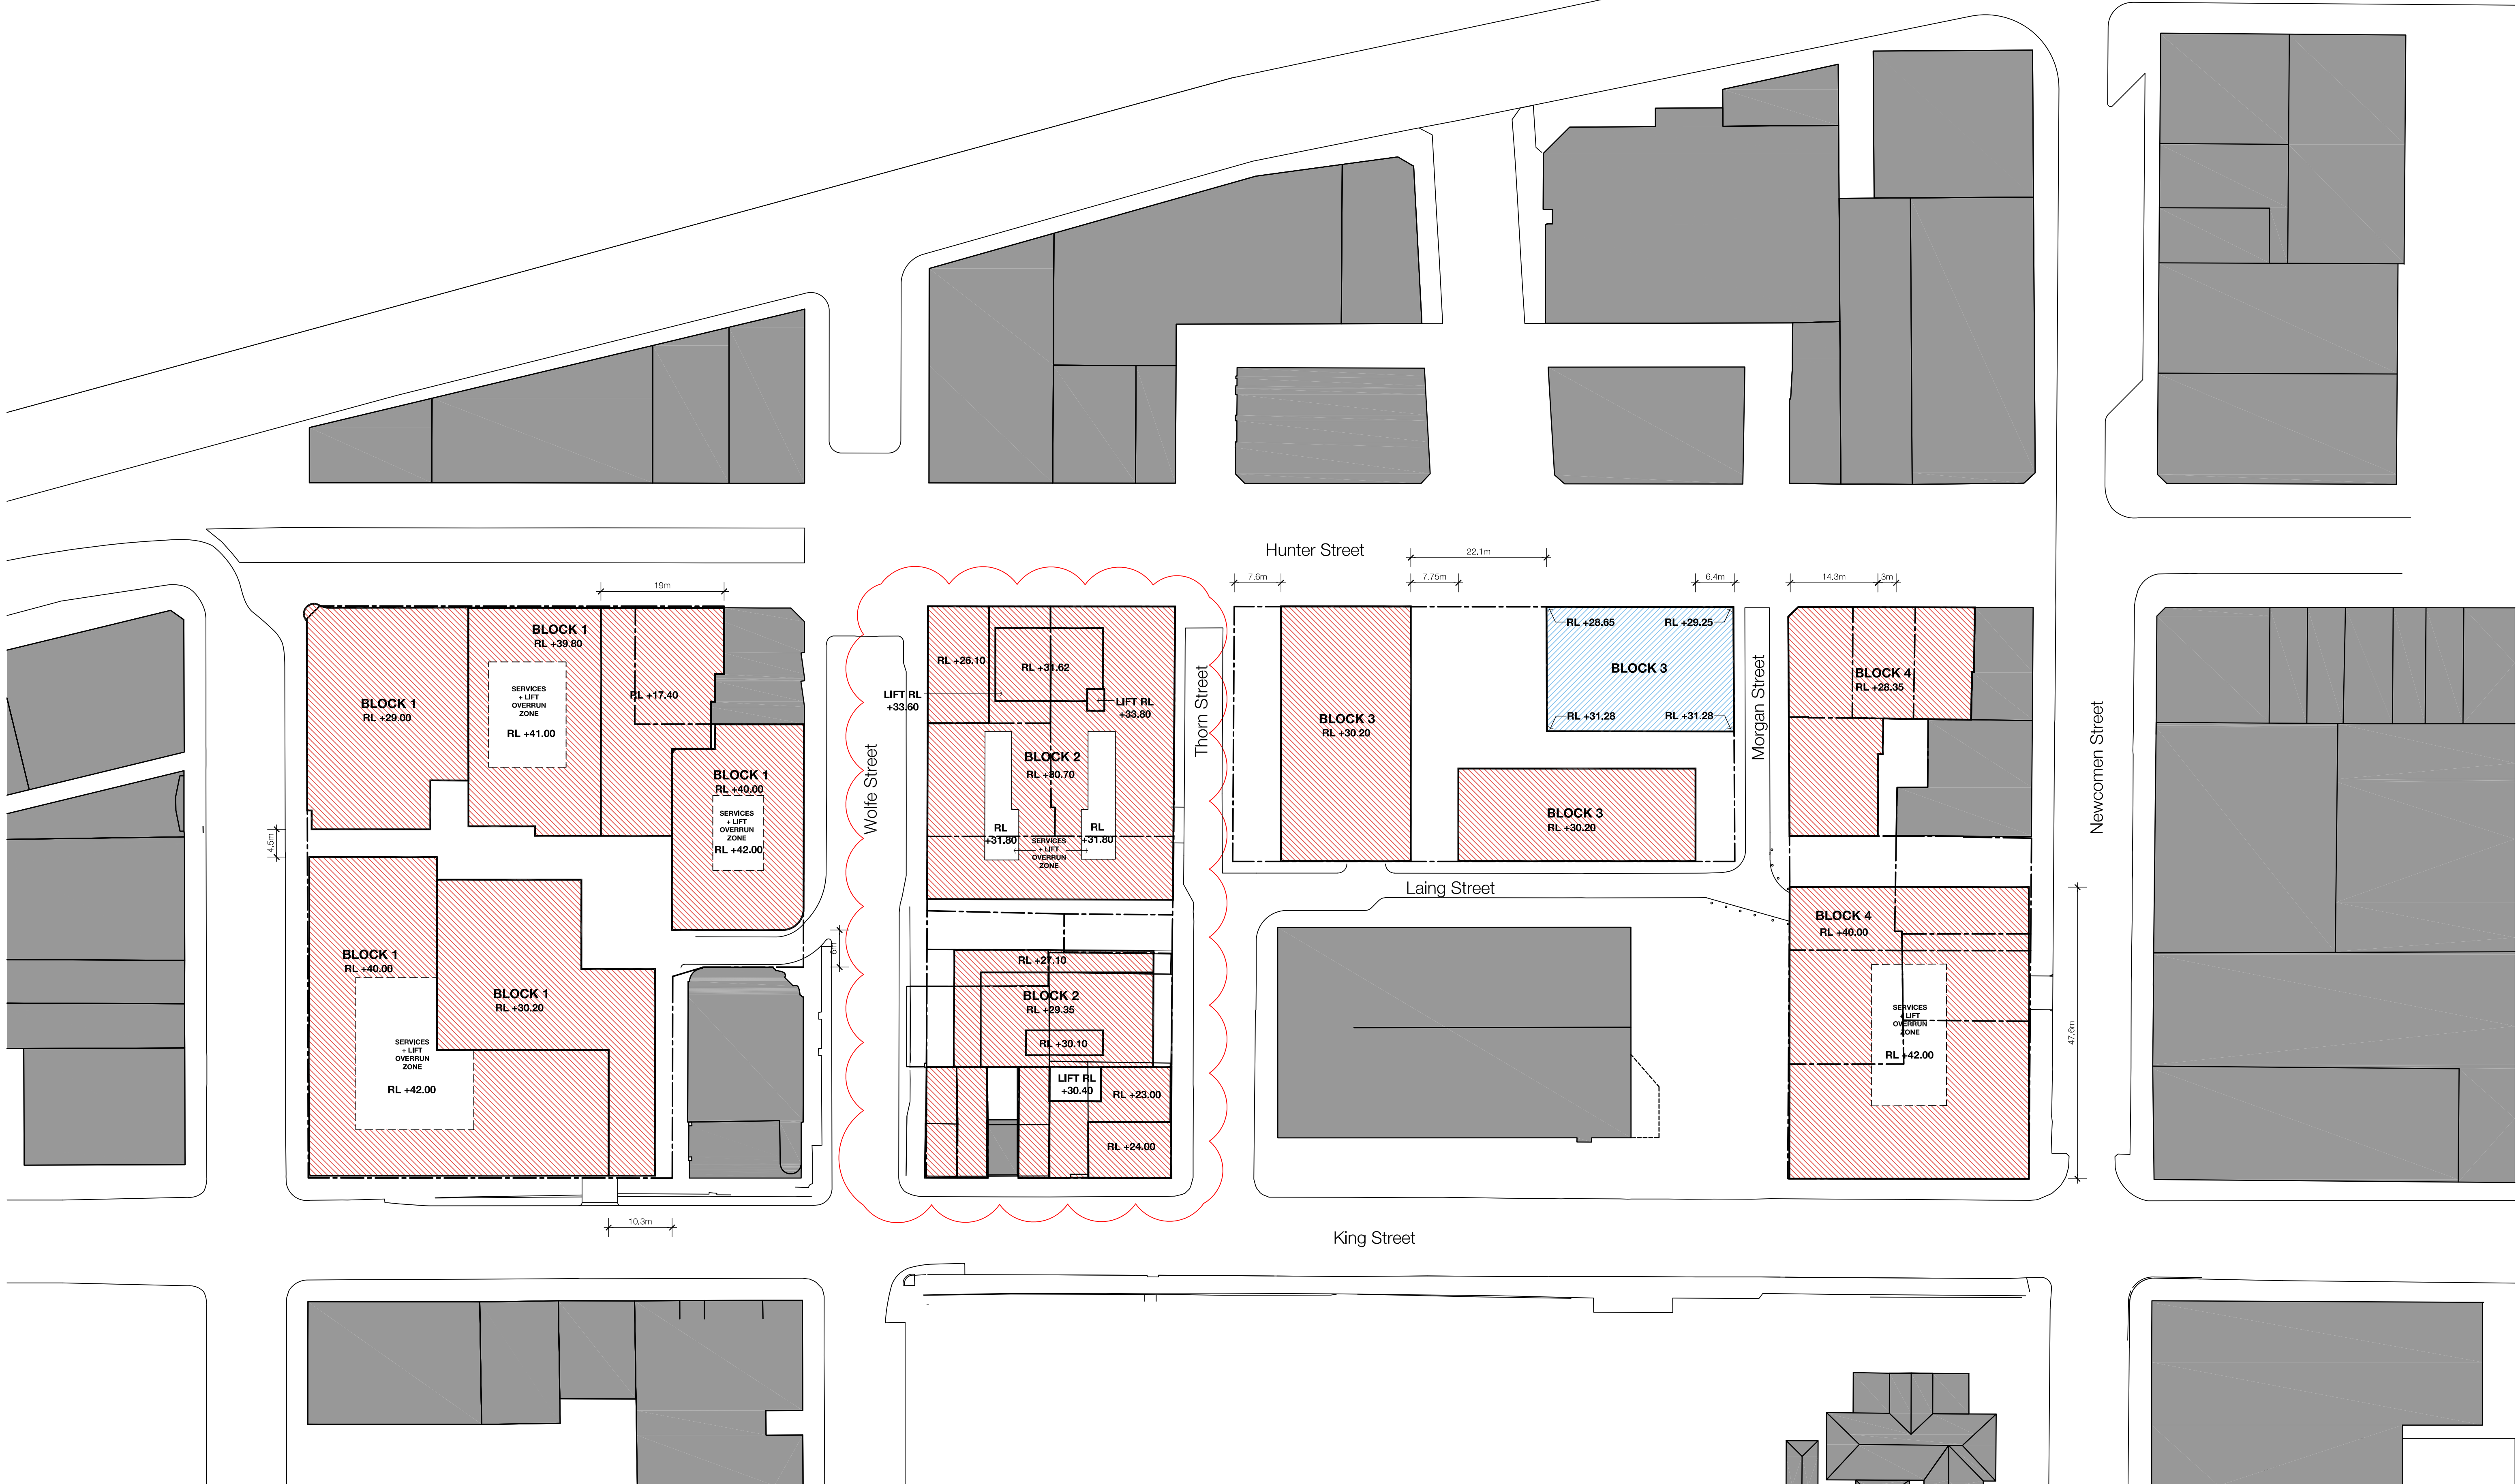 Hunter Street
22.1m
19m
7.6m
7.75m
6.4m
14.3m
3m
BLOCK 1
RL +39.80
RL +28.65
RL +29.25
RL +26.10
RL +31.62
BLOCK 3
BLOCK 4
RL +28.35
SERVICES
+ LIFT
OVERRUN
ZONE
RL +41.00
RL +17.40
LIFT RL
+33.60
LIFT RL
+33.80
BLOCK 1
RL +29.00
Thorn Street
Morgan Street
Newcomen Street
BLOCK 3
RL +30.20
RL +31.28
RL +31.28
Wolfe Street
BLOCK 2
RL +30.70
BLOCK 1
RL +40.00
SERVICES
+ LIFT
OVERRUN
ZONE
RL +42.00
BLOCK 3
RL +30.20
RL
+31.80
RL
+31.80
SERVICES
+ LIFT
OVERRUN
ZONE
4.5m
Laing Street
BLOCK 4
RL +40.00
6m
BLOCK 1
RL +40.00
RL +27.10
BLOCK 1
RL +30.20
BLOCK 2
RL +29.35
SERVICES
+ LIFT
OVERRUN
ZONE
RL +42.00
RL +30.10
SERVICES
+ LIFT
OVERRUN
ZONE
RL +42.00
47.6m
LIFT RL
+30.40
RL +23.00
RL +24.00
10.3m
King Street